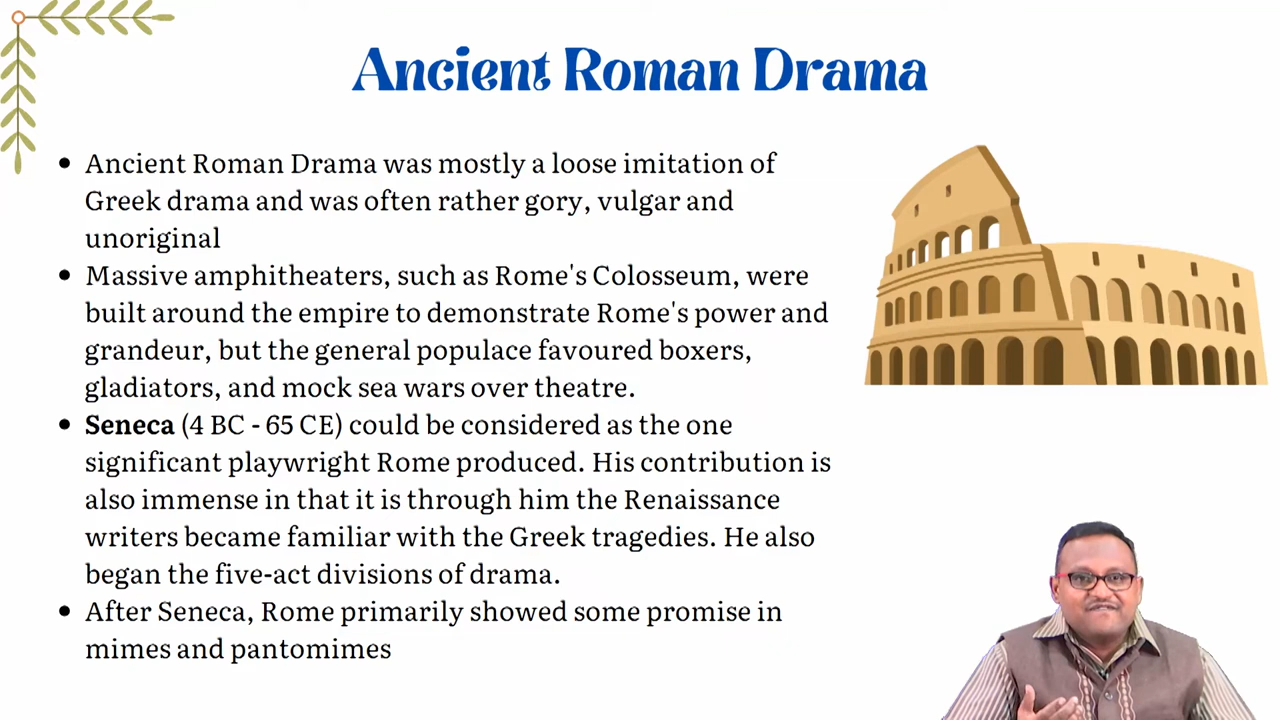 Ancient Roman Drama
• Ancient Roman Drama was mostly a loose imitation of
Greek drama and was often rather gory, vulgar and
unoriginal
• Massive amphitheaters, such as Rome's Colosseum, were
built around the empire to demonstrate Rome's power and
grandeur, but the general populace favoured boxers,
gladiators, and mock sea wars over theatre.
• Seneca (4 BC - 65 CE) could be considered as the one
significant playwright Rome produced. His contribution is
also immense in that it is through him the Renaissance
writers became familiar with the Greek tragedies. He also
began the five-act divisions of drama.
• After Seneca, Rome primarily showed some promise in
mimes and pantomimes